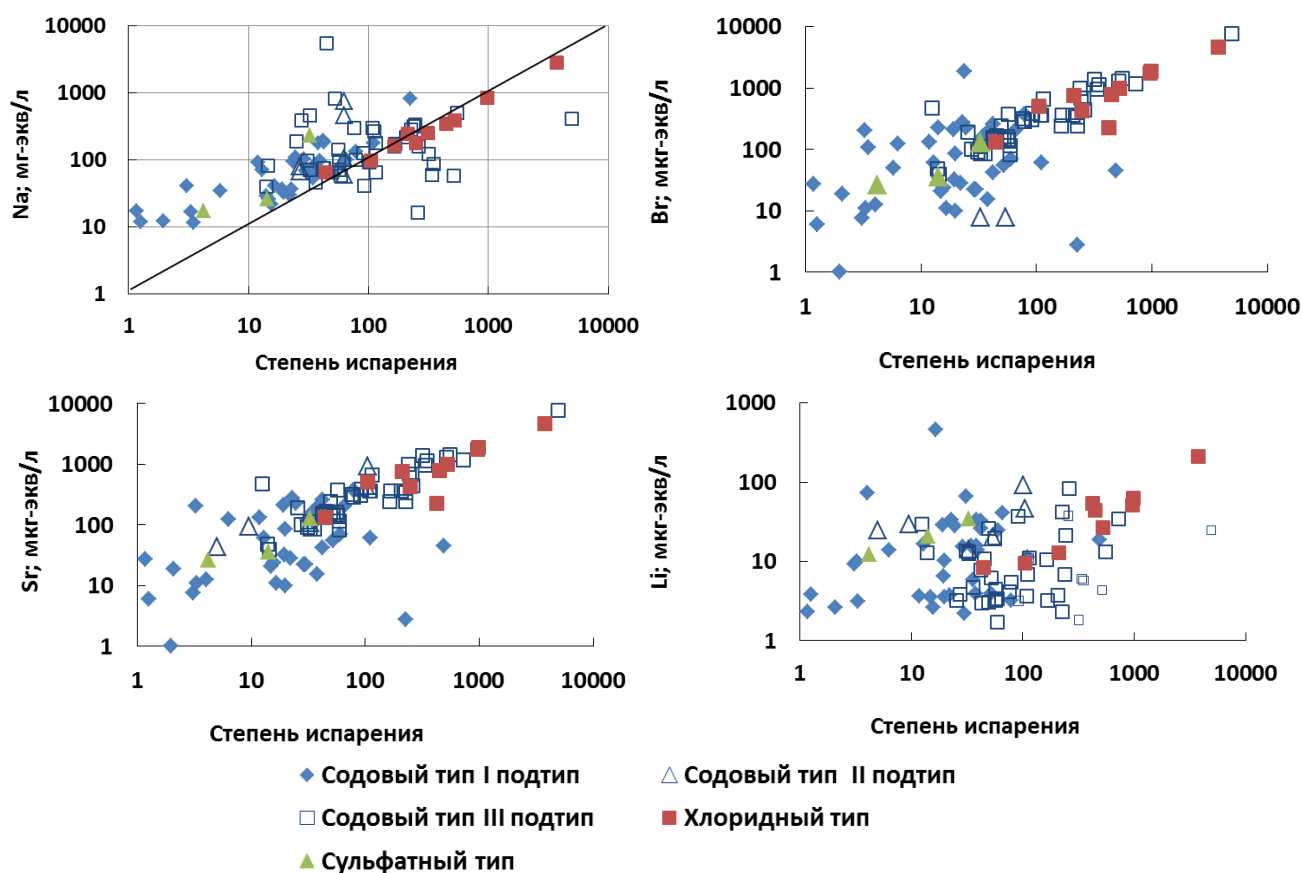 Na; мг-экв/л
10000
1000
100
10
1
1 10 100 1000 10000
Степень испарения
Br; мкг-экв/л
10000
1000
100
10
1
1 10 100 1000 10000
Степень испарения
Sr; мкг-экв/л
10000
1000
100
10
1
1 10 100 1000 10000
Степень испарения
Li; мкг-экв/л
1000
100
10
1
1 10 100 1000 10000
Степень испарения
Содовый тип I подтип
Содовый тип II подтип
Содовый тип III подтип
Хлоридный тип
Сульфатный тип